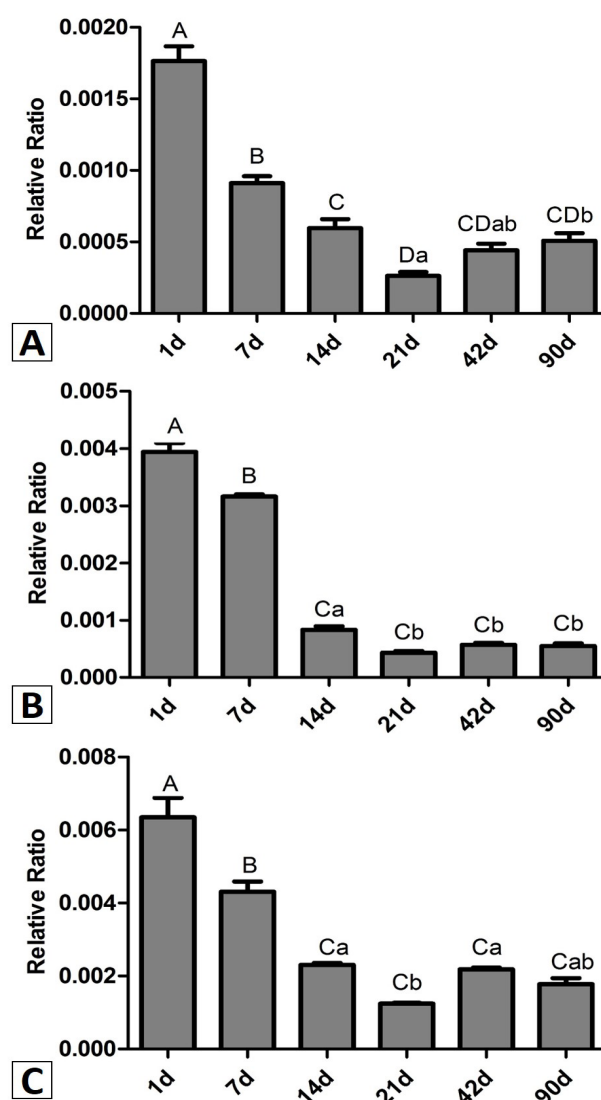 0.0020
A
0.0015
0.0010
B
C
CDab
CDb
0.0005
Da
0.0000
Relative Ratio
1d 7d 14d 21d 42d 90d
A
0.005
A
0.004
B
0.003
0.002
0.001
Ca
Cb
Cb
Cb
0.000
Relative Ratio
1d 7d 14d 21d 42d 90d
B
0.008
A
0.006
B
0.004
Ca
Ca
Cab
0.002
Cb
0.000
Relative Ratio
1d 7d 14d 21d 42d 90d
C